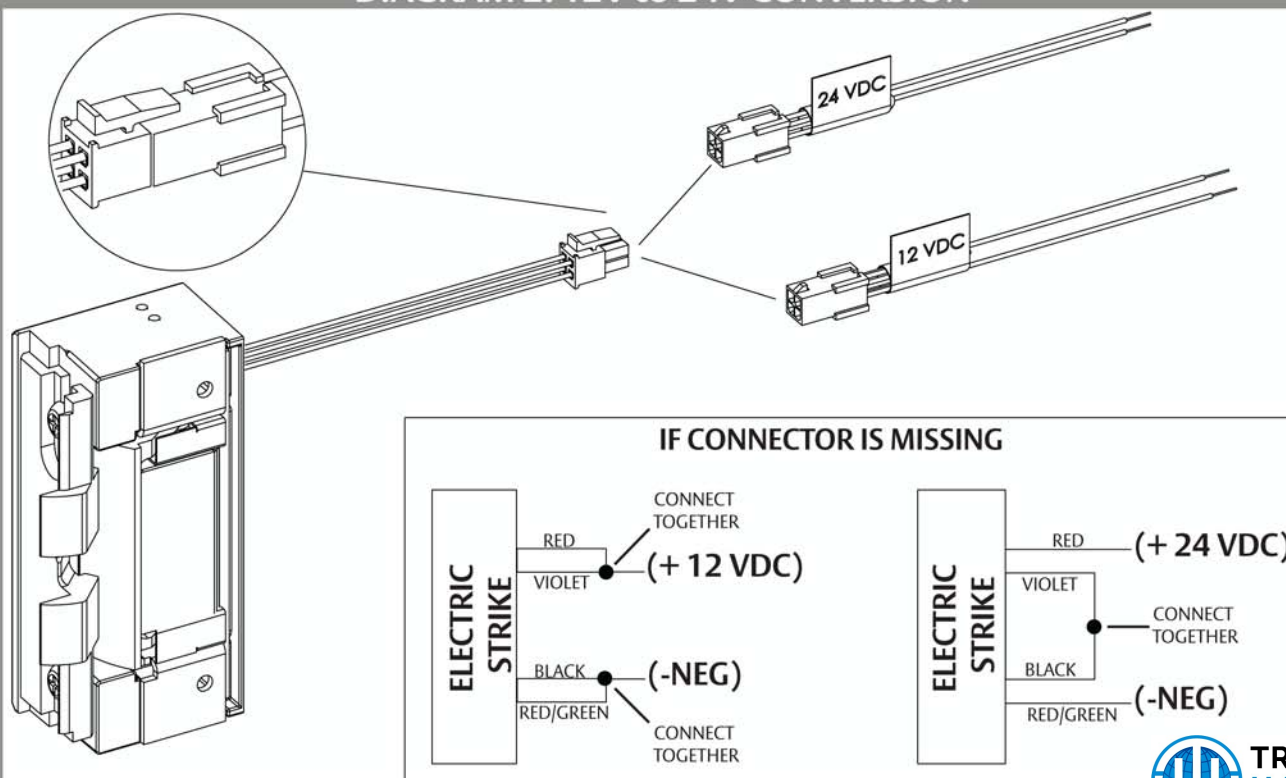 24 VDC
12 VDC
IF CONNECTOR IS MISSING
ELECTRIC
STRIKE
RED
VIOLET
CONNECT
TOGETHER
(+ 12 VDC)
BLACK
RED/GREEN
(-NEG)
CONNECT
TOGETHER
ELECTRIC
STRIKE
RED
(+ 24 VDC)
VIOLET
CONNECT
TOGETHER
BLACK
RED/GREEN
(-NEG)